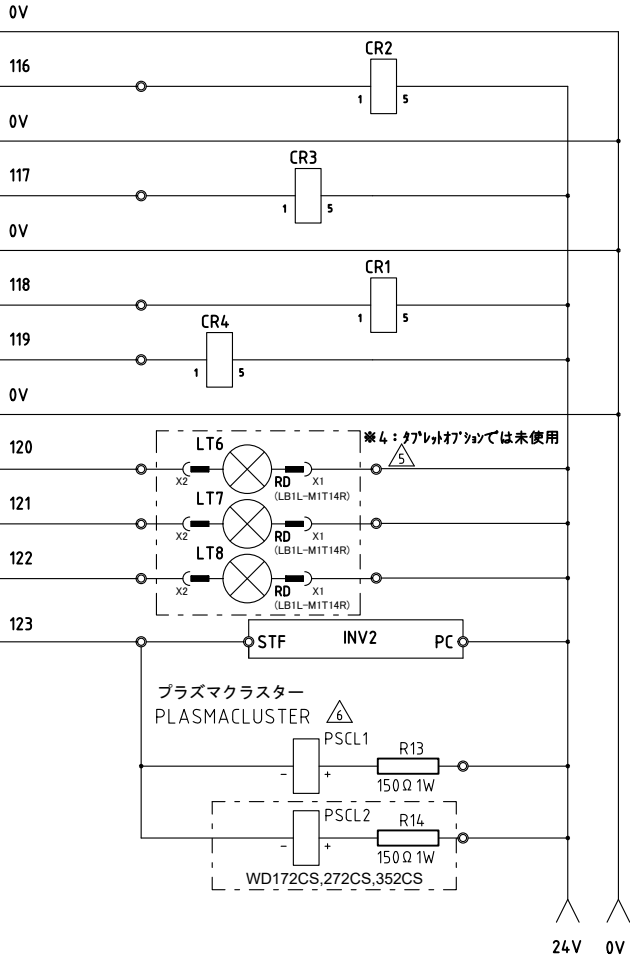 0V
116
CR2
1 5
0V
117
CR3
1 5
0V
118
CR1
1 5
119
CR4
1 5
0V
※4：ﾀﾌﾞﾚｯﾄｵﾌﾟｼｮﾝでは未使用
5
120
LT6
X2 RD X1
(LB1L-M1T14R)
121
LT7
X2 RD X1
(LB1L-M1T14R)
122
LT8
X2 RD X1
(LB1L-M1T14R)
123
STF INV2 PC
プラズマクラスター
PLASMACLUSTER 6
PSCL1
R13
- +
150Ω 1W
PSCL2
R14
- +
150Ω 1W
WD172CS,272CS,352CS
24V 0V